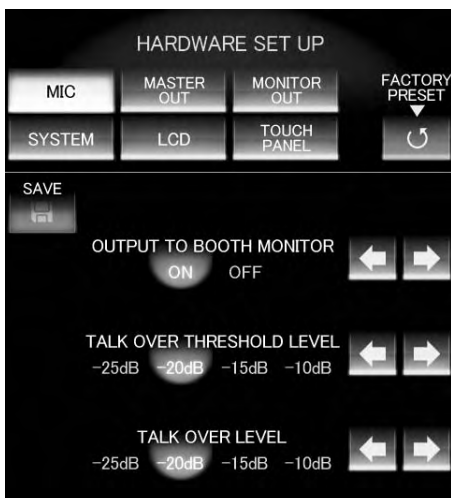 HARDWARE SET UP
MIC
MASTER OUT
MONITOR OUT
FACTORY PRESET
SYSTEM
LCD
TOUCH PANEL
SAVE
OUTPUT TO BOOTH MONITOR
ON OFF
TALK OVER THRESHOLD LEVEL
-25dB -20dB -15dB -10dB
TALK OVER LEVEL
-25dB -20dB -15dB -10dB